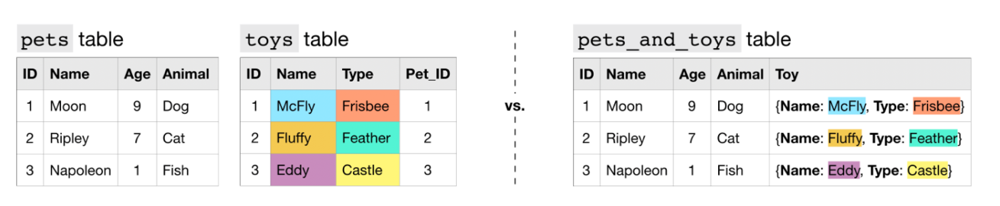 pets table
ID Name Age Animal
1 Moon 9 Dog
2 Ripley 7 Cat
3 Napoleon 1 Fish
toys table
ID Name Type Pet_ID
1 McFly Frisbee 1
2 Fluffy Feather 2
3 Eddy Castle 3
vs.
pets_and_toys table
ID Name Age Animal Toy
1 Moon 9 Dog {Name: McFly, Type: Frisbee}
2 Ripley 7 Cat {Name: Fluffy, Type: Feather}
3 Napoleon 1 Fish {Name: Eddy, Type: Castle}